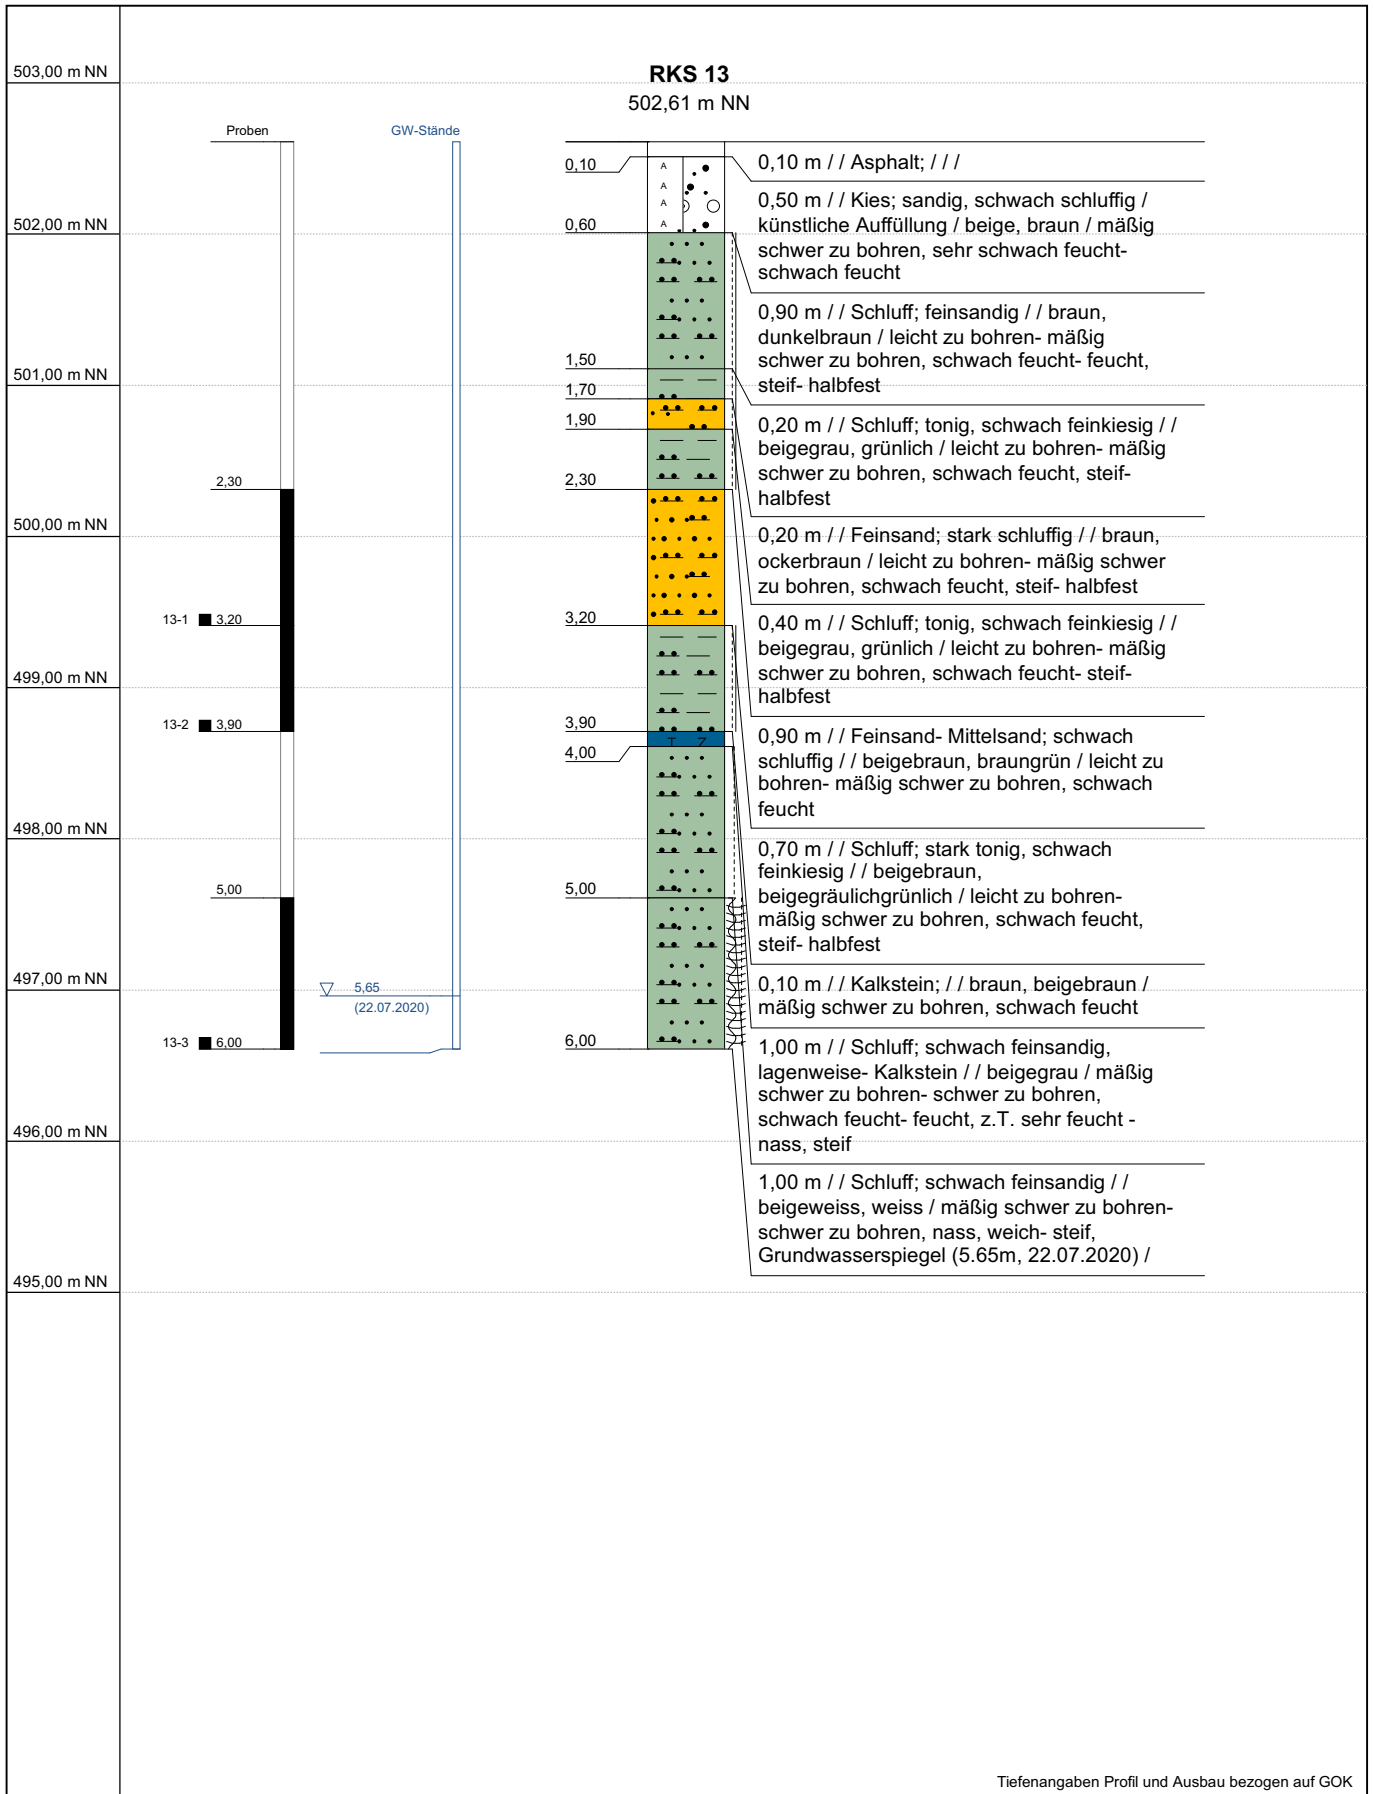 503,00 m NN
RKS 13
502,61 m NN
Proben
GW-Stände
0,10
0,10 m / / Asphalt; / / /
A
A
A
A
0,50 m / / Kies; sandig, schwach schluffig /
künstliche Auffüllung / beige, braun / mäßig
schwer zu bohren, sehr schwach feucht-
schwach feucht
502,00 m NN
0,60
0,90 m / / Schluff; feinsandig / / braun,
dunkelbraun / leicht zu bohren- mäßig
schwer zu bohren, schwach feucht- feucht,
steif- halbfest
1,50
501,00 m NN
1,70
1,90
0,20 m / / Schluff; tonig, schwach feinkiesig / /
beigegrau, grünlich / leicht zu bohren- mäßig
schwer zu bohren, schwach feucht, steif-
halbfest
2,30
2,30
500,00 m NN
0,20 m / / Feinsand; stark schluffig / / braun,
ockerbraun / leicht zu bohren- mäßig schwer
zu bohren, schwach feucht, steif- halbfest
13-1
3,20
3,20
0,40 m / / Schluff; tonig, schwach feinkiesig / /
beigegrau, grünlich / leicht zu bohren- mäßig
schwer zu bohren, schwach feucht- steif-
halbfest
499,00 m NN
13-2
3,90
3,90
4,00
0,90 m / / Feinsand- Mittelsand; schwach
schluffig / / beigebraun, braungrün / leicht zu
bohren- mäßig schwer zu bohren, schwach
feucht
498,00 m NN
0,70 m / / Schluff; stark tonig, schwach
feinkiesig / / beigebraun,
beigegräulichgrünlich / leicht zu bohren-
mäßig schwer zu bohren, schwach feucht,
steif- halbfest
5,00
5,00
497,00 m NN
5,65
(22.07.2020)
0,10 m / / Kalkstein; / / braun, beigebraun /
mäßig schwer zu bohren, schwach feucht
13-3
6,00
6,00
1,00 m / / Schluff; schwach feinsandig,
lagenweise- Kalkstein / / beigegrau / mäßig
schwer zu bohren- schwer zu bohren,
schwach feucht- feucht, z.T. sehr feucht -
nass, steif
496,00 m NN
1,00 m / / Schluff; schwach feinsandig / /
beigeweiss, weiss / mäßig schwer zu bohren-
schwer zu bohren, nass, weich- steif,
Grundwasserspiegel (5.65m, 22.07.2020) /
495,00 m NN
Tiefenangaben Profil und Ausbau bezogen auf GOK